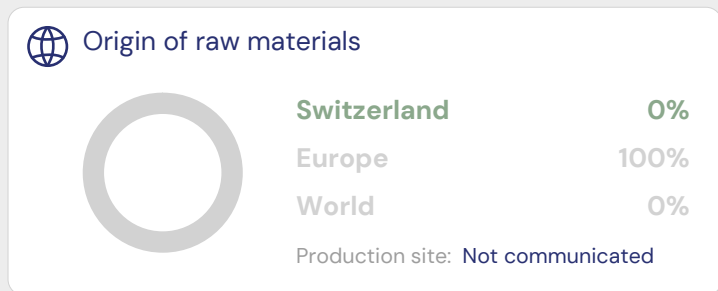 Origin of raw materials
Switzerland 0%
Europe 100%
World 0%
Production site: Not communicated